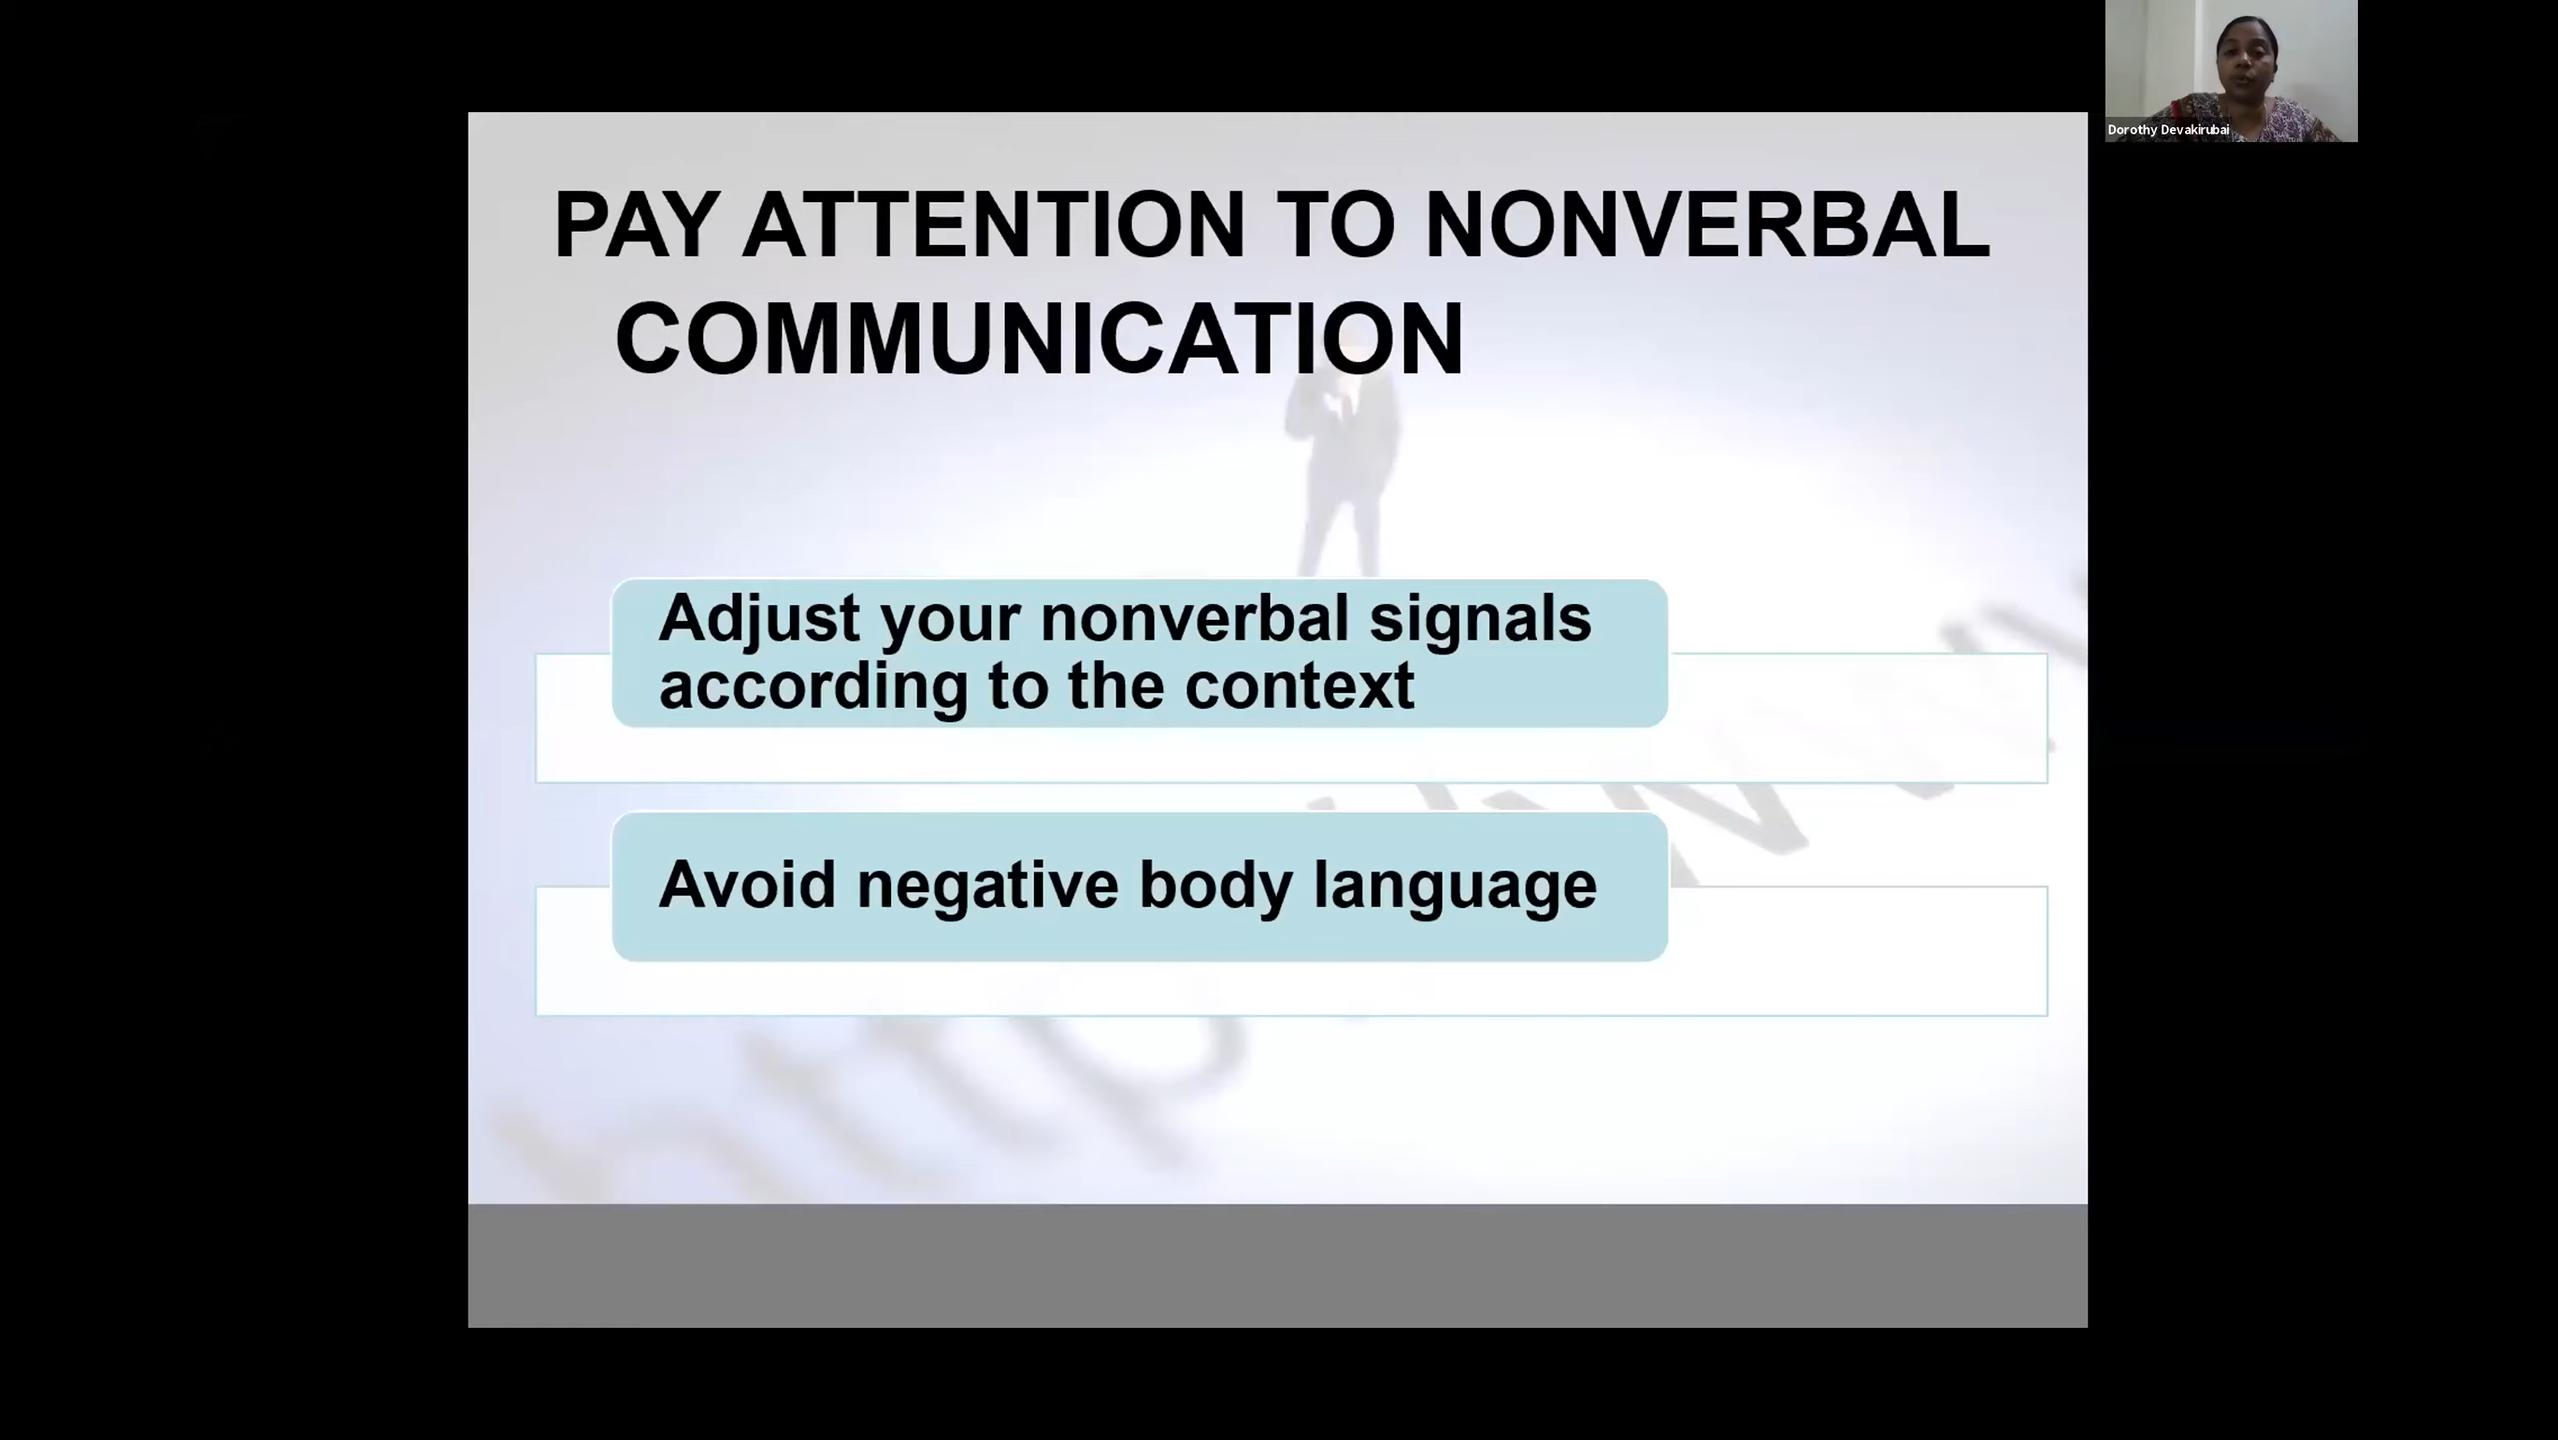 Dorothy Devakirubai
PAY ATTENTION TO NONVERBAL
COMMUNICATION
Adjust your nonverbal signals
according to the context
Avoid negative body language
http